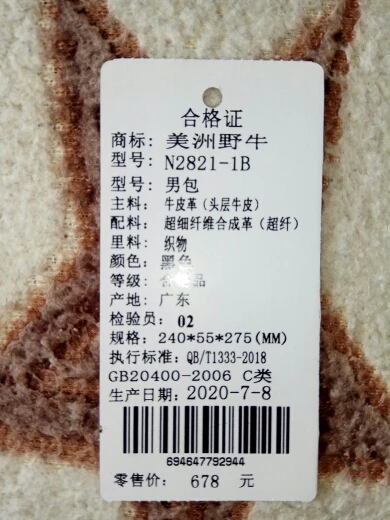 合格证
商标: 美洲野牛
型号: N2821-1B
型号: 男包
主料: 牛皮革（头层牛皮）
配料: 超细纤维合成革（超纤）
里料: 织物
颜色: 黑色
等级: 合格品
产地: 广东
检验员: 02
规格: 240*55*275(MM)
执行标准: QB/T1333-2018
GB20400-2006 C类
生产日期: 2020-7-8
694647792944
零售价: 678 元